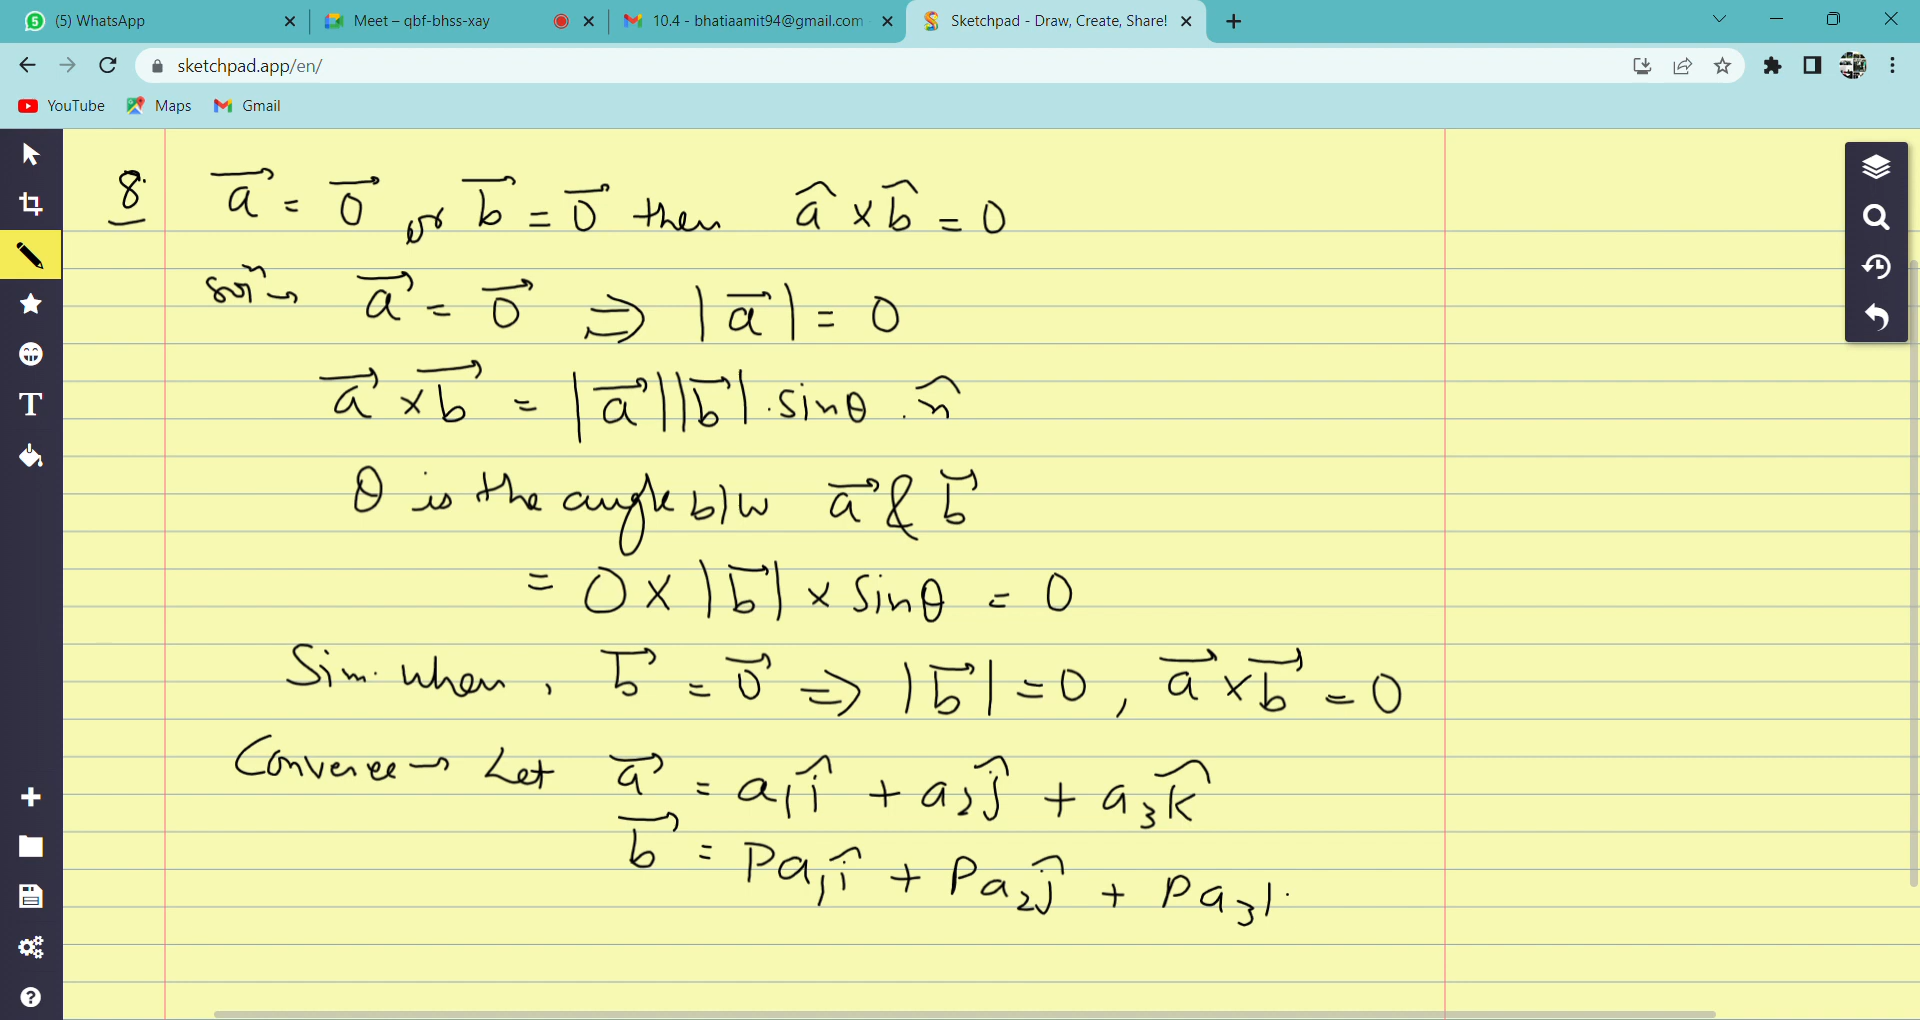 (5) WhatsApp
Meet – qbf-bhss-xay
10.4 - bhatiaamit94@gmail.com
Sketchpad - Draw, Create, Share!
sketchpad.app/en/
YouTube Maps Gmail
8. a⃗ = 0⃗ or b⃗ = 0⃗ then â × b̂ = 0
solⁿ→ a⃗ = 0⃗ ⇒ |a⃗| = 0
a⃗ × b⃗ = |a⃗||b⃗|.sinθ.n̂
θ is the angle b/w a⃗ & b⃗
= 0 × |b⃗| × sinθ = 0
Sim. when, b⃗ = 0⃗ ⇒ |b⃗| = 0, a⃗ × b⃗ = 0
Converse → Let a⃗ = a₁î + a₂ĵ + a₃k̂
b⃗ = Pa₁î + Pa₂ĵ + Pa₃
T